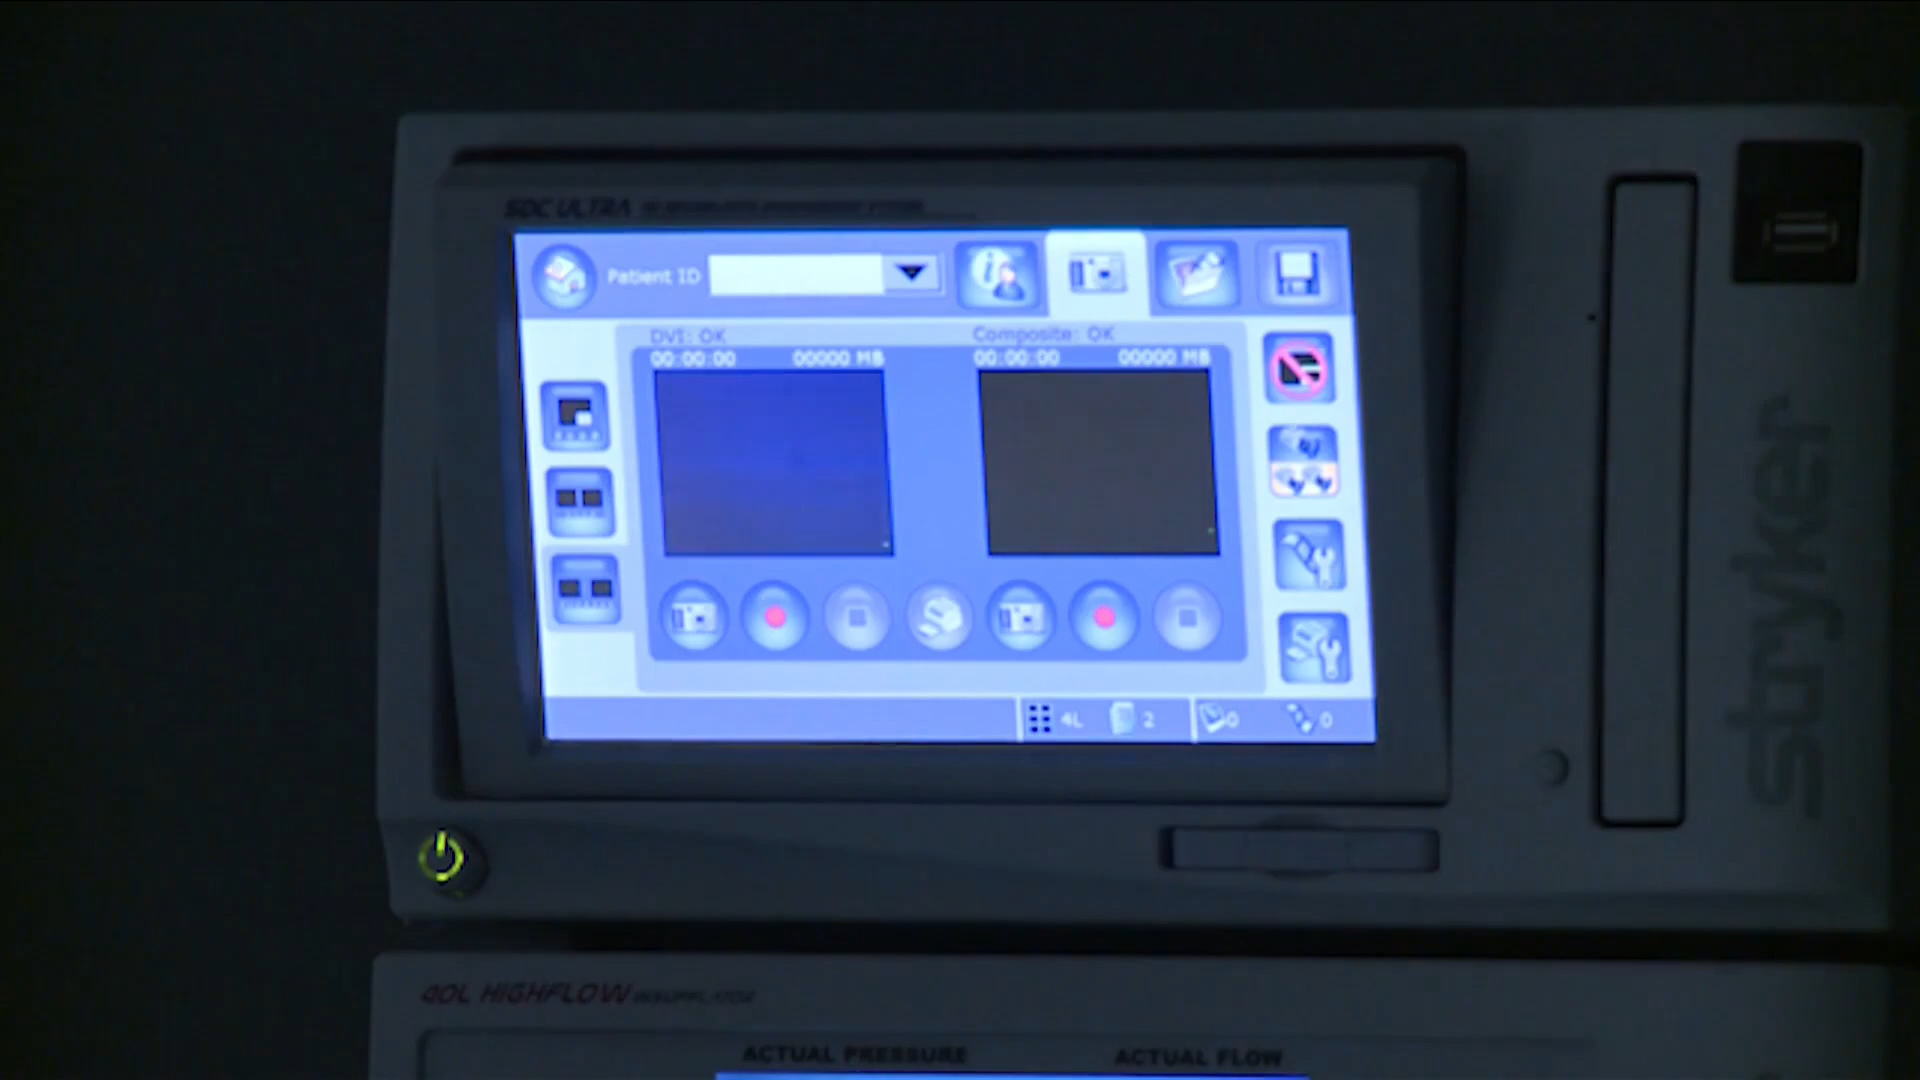 SDC ULTRA
Patient ID
DVI: OK
Composite: OK
00:00:00 00000 MB
00:00:00 00000 MB
4L 2 0 0
stryker
40L HIGHFLOW INSUFFLATOR
ACTUAL PRESSURE
ACTUAL FLOW